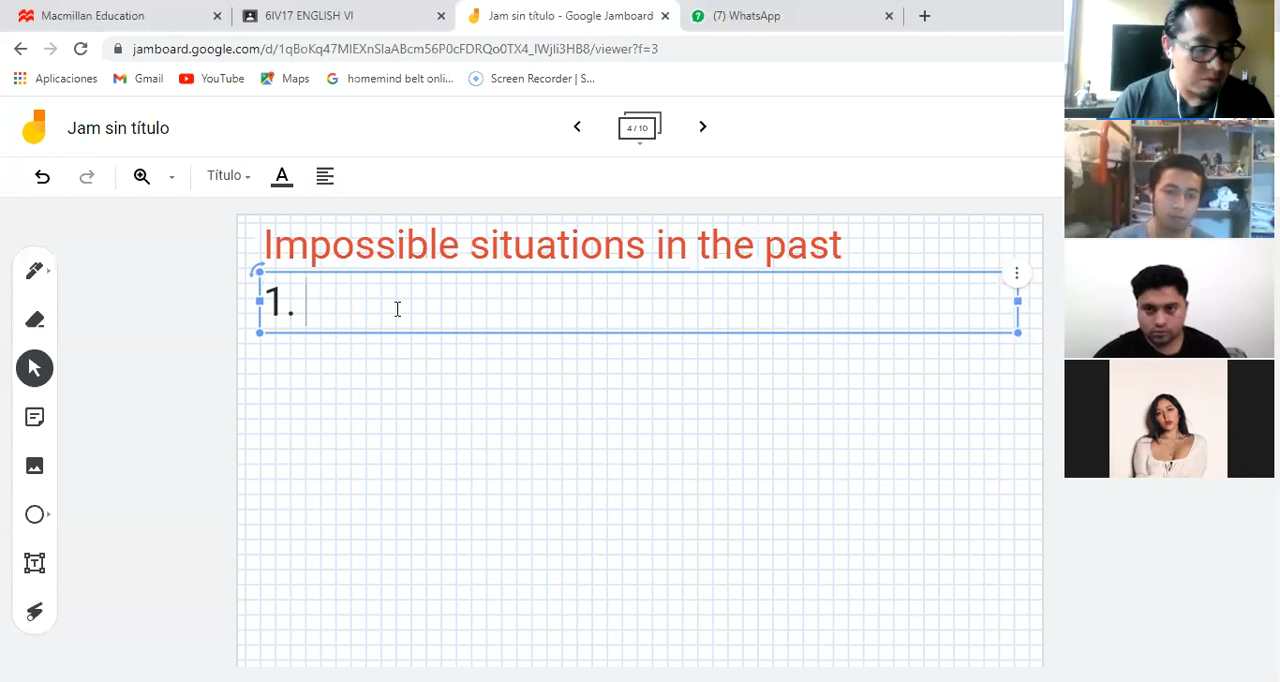 Macmillan Education
6IV17 ENGLISH VI
Jam sin título - Google Jamboard
(7) WhatsApp
jamboard.google.com/d/1qBoKq47MIEXnSlaABcm56P0cFDRQo0TX4_lWjli3HB8/viewer?f=3
Aplicaciones
Gmail
YouTube
Maps
homemind belt onli...
Screen Recorder | S...
Jam sin título
4 / 10
Título
A
Impossible situations in the past
1.